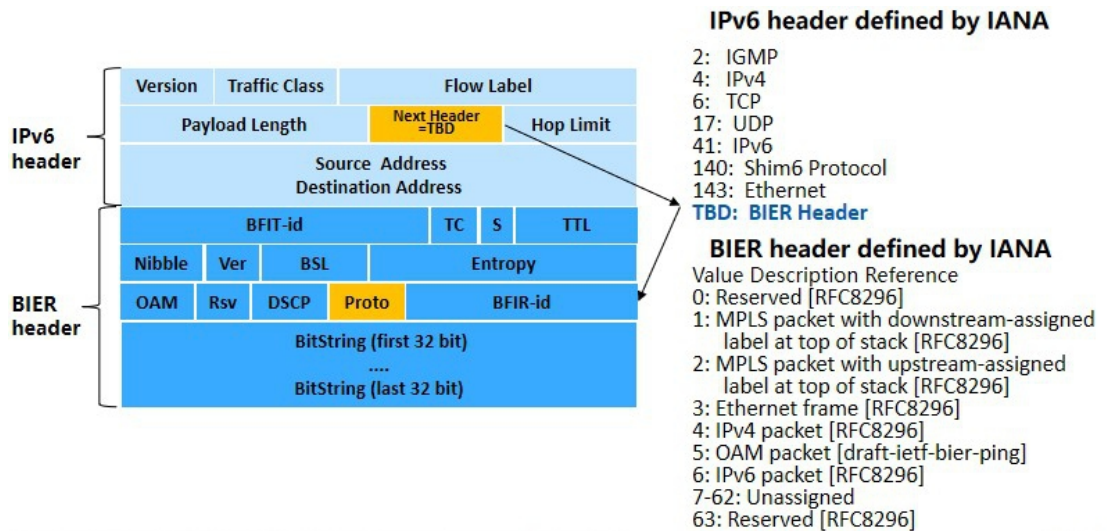 IPv6 header defined by IANA
2: IGMP
4: IPv4
6: TCP
17: UDP
41: IPv6
140: Shim6 Protocol
143: Ethernet
TBD: BIER Header
BIER header defined by IANA
Value Description Reference
0: Reserved [RFC8296]
1: MPLS packet with downstream-assigned
label at top of stack [RFC8296]
2: MPLS packet with upstream-assigned
label at top of stack [RFC8296]
3: Ethernet frame [RFC8296]
4: IPv4 packet [RFC8296]
5: OAM packet [draft-ietf-bier-ping]
6: IPv6 packet [RFC8296]
7-62: Unassigned
63: Reserved [RFC8296]
IPv6
header
Version Traffic Class Flow Label
Payload Length Next Header
=TBD Hop Limit
Source Address
Destination Address
BIER
header
BFIT-id TC S TTL
Nibble Ver BSL Entropy
OAM Rsv DSCP Proto BFIR-id
BitString (first 32 bit)
....
BitString (last 32 bit)